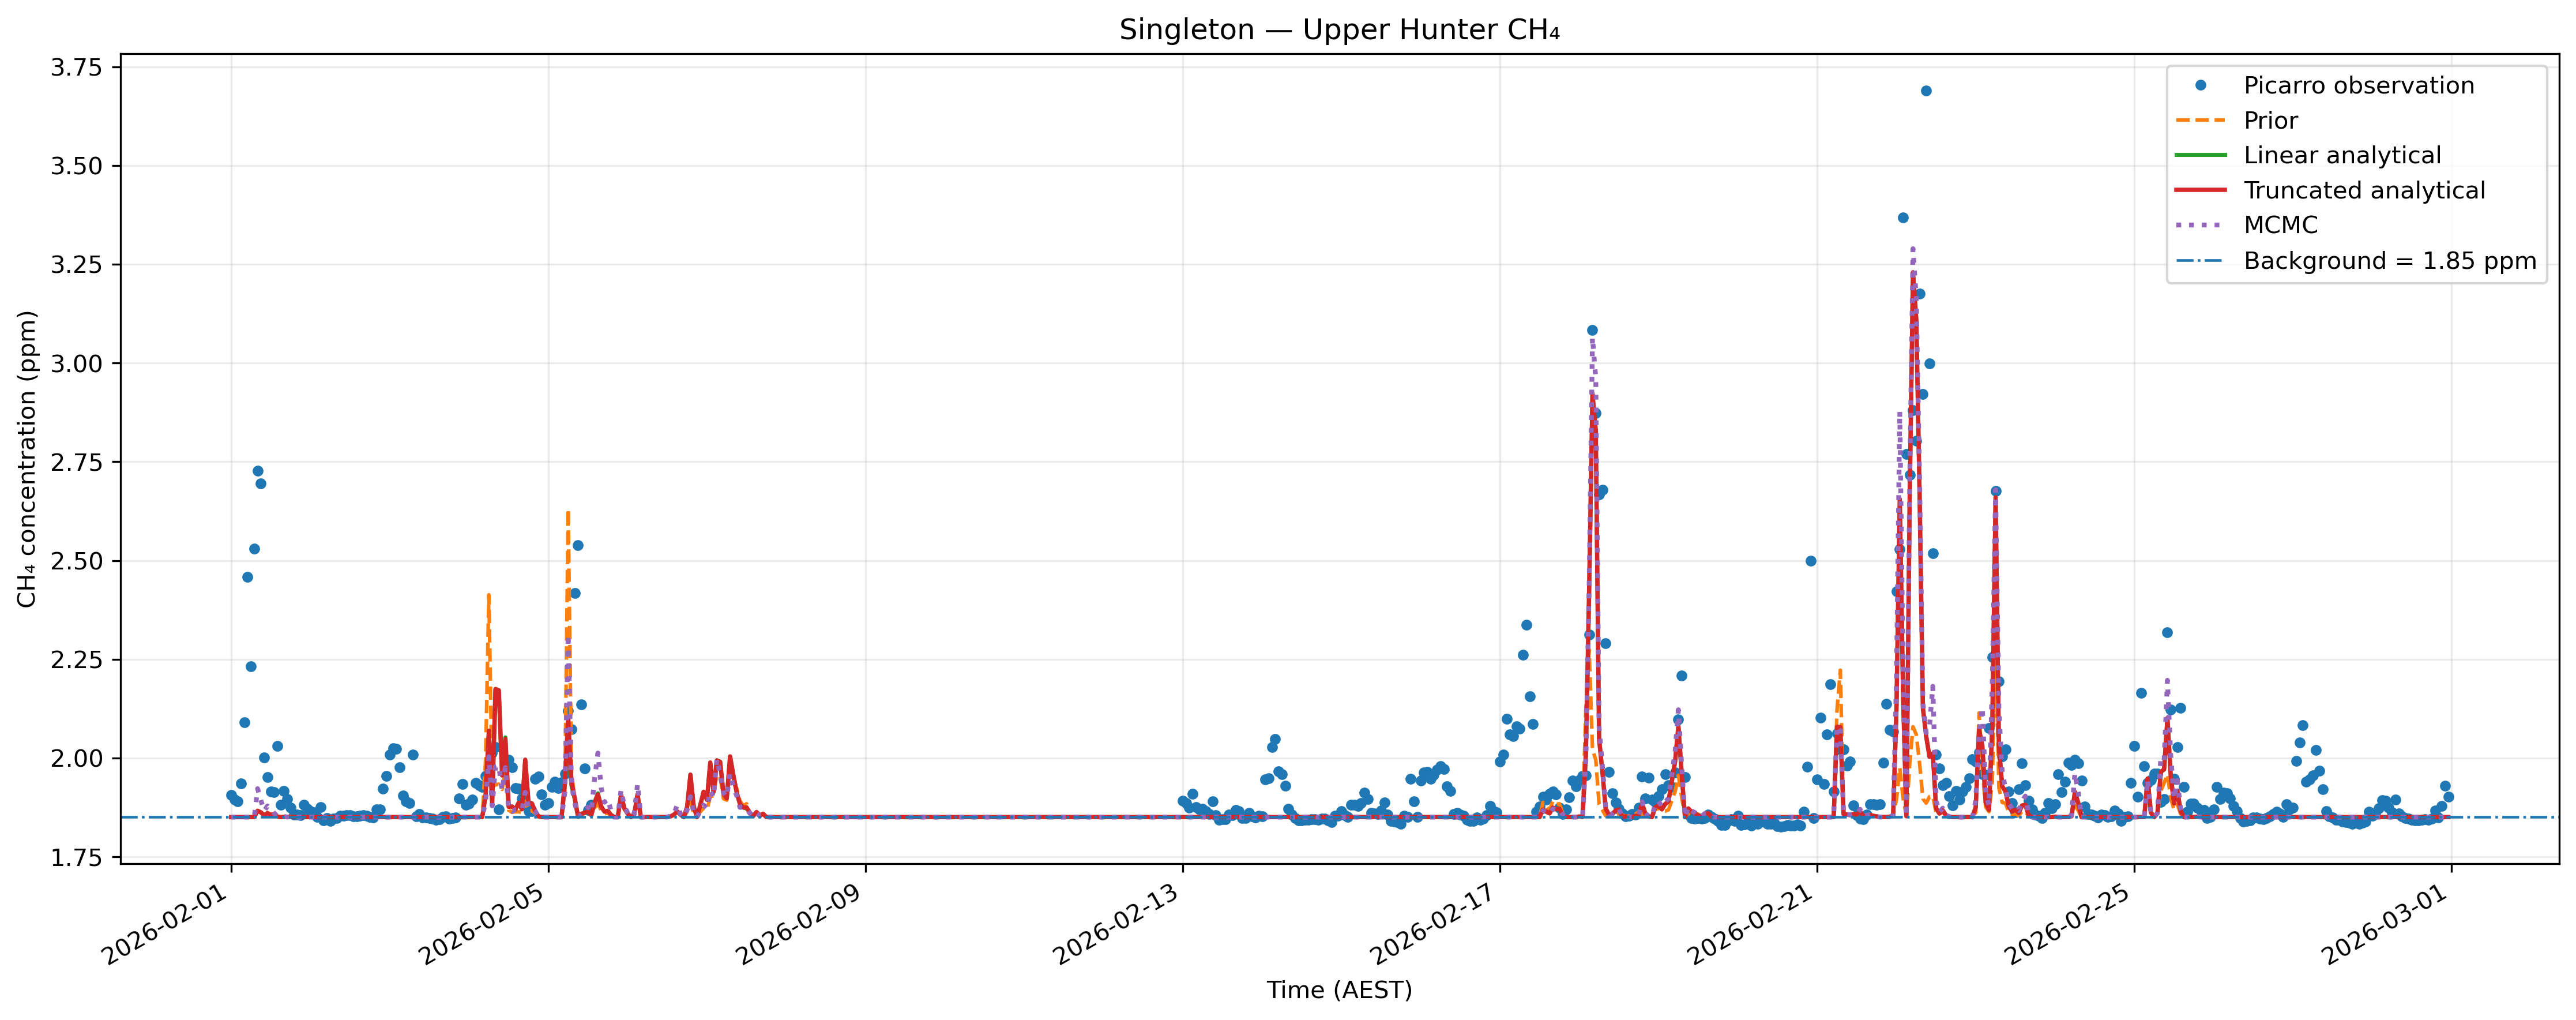 Singleton — Upper Hunter CH₄
CH₄ concentration (ppm)
3.75
3.50
3.25
3.00
2.75
2.50
2.25
2.00
1.75
Picarro observation
Prior
Linear analytical
Truncated analytical
MCMC
Background = 1.85 ppm
2026-02-01
2026-02-05
2026-02-09
2026-02-13
2026-02-17
2026-02-21
2026-02-25
2026-03-01
Time (AEST)